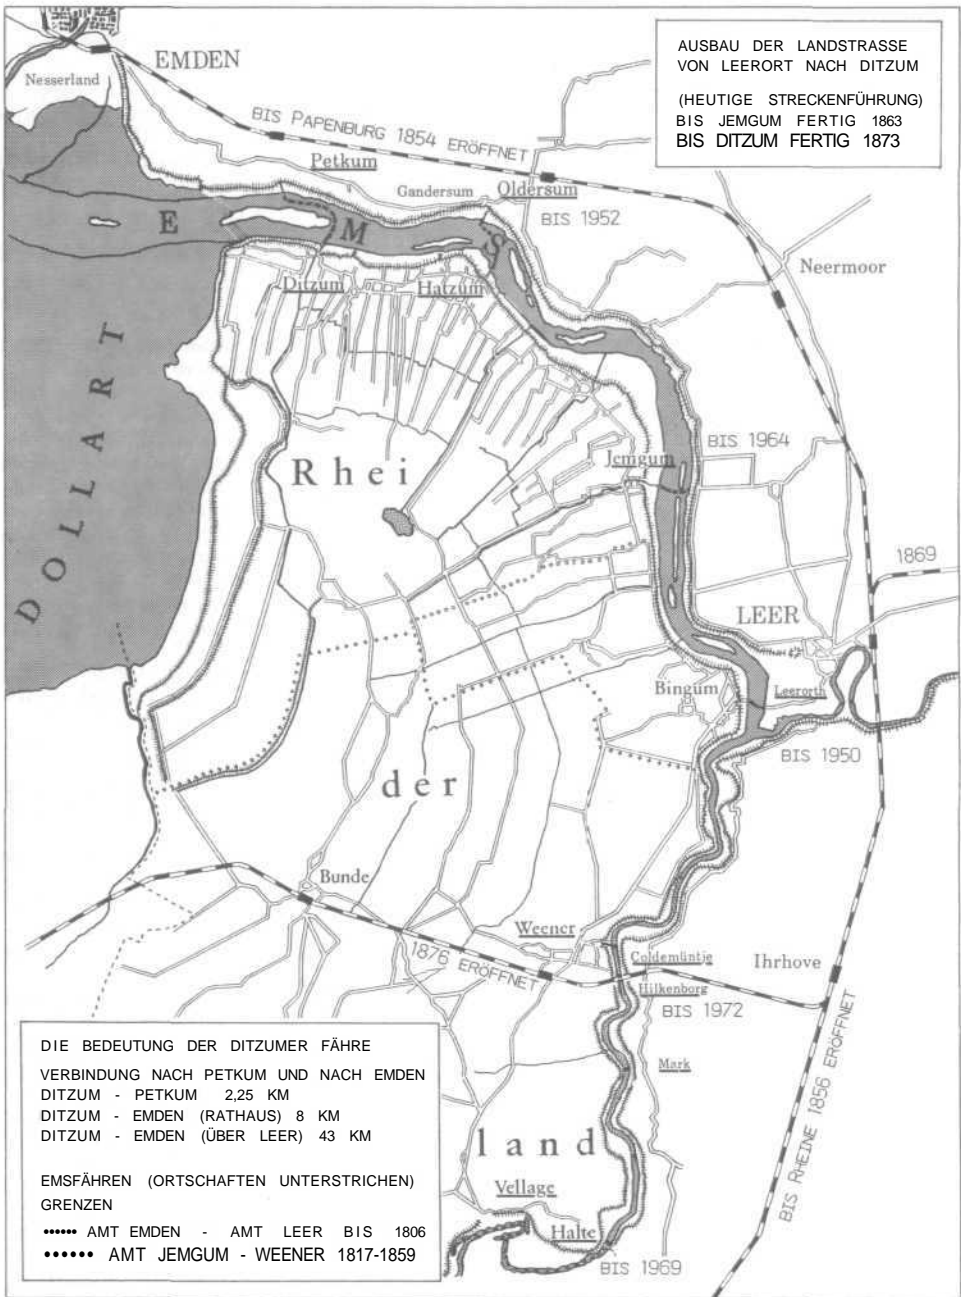 EMDEN
Nesserland
AUSBAU DER LANDSTRASSE
VON LEERORT NACH DITZUM
(HEUTIGE STRECKENFÜHRUNG)
BIS JEMGUM FERTIG 1863
BIS DITZUM FERTIG 1873
BIS PAPENBURG 1854 ERÖFFNET
Petkum
Gandersum
Oldersum
BIS 1952
EMS
Neermoor
Ditzum
Hatzum
DOLLART
BIS 1964
Jemgum
Rhei
1869
LEER
Bingum
Leerorth
BIS 1950
der
Bunde
Weener
1876 ERÖFFNET
Coldemüntje
Hilkenborg
Ihrhove
BIS 1972
Mark
BIS RHEINE 1856 ERÖFFNET
land
Vellage
Halte
BIS 1969
DIE BEDEUTUNG DER DITZUMER FÄHRE
VERBINDUNG NACH PETKUM UND NACH EMDEN
DITZUM - PETKUM 2,25 KM
DITZUM - EMDEN (RATHAUS) 8 KM
DITZUM - EMDEN (ÜBER LEER) 43 KM
EMSFÄHREN (ORTSCHAFTEN UNTERSTRICHEN)
GRENZEN
•••••• AMT EMDEN - AMT LEER BIS 1806
•••••• AMT JEMGUM - WEENER 1817-1859